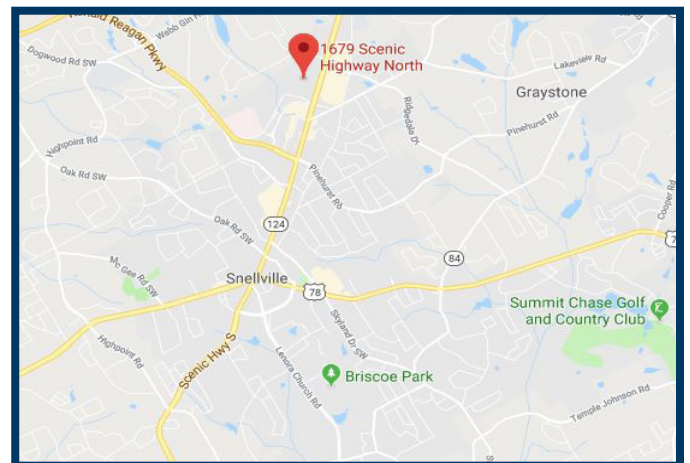 Ronald Reagan Pkwy
Webb Gin
Dogwood Rd SW
1679 Scenic
Highway North
Lakeview Rd
Graystone
Ridgedale Dr
Pinehurst Rd
Highpoint Rd
Oak Rd SW
Pinehurst Rd
Oak Rd SW
124
Cooper Rd
Mc Gee Rd SW
84
Snellville
78
Summit Chase Golf
and Country Club
Skyland Dr SW
Highpoint Rd
Scenic Hwy S
Lenora Church Rd
Briscoe Park
Temple Johnson Rd